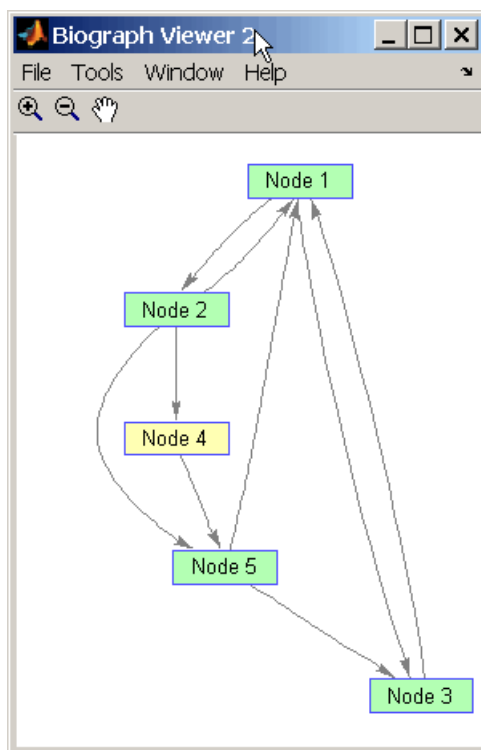 Biograph Viewer 2
File Tools Window Help
Node 1
Node 2
Node 4
Node 5
Node 3